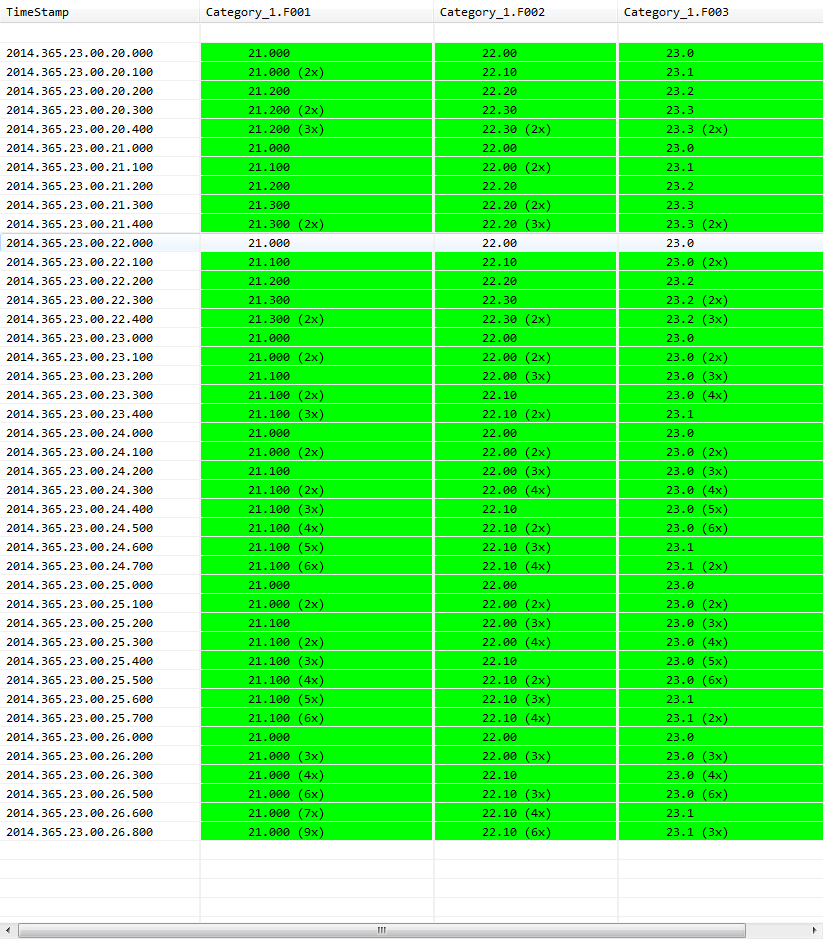 TimeStamp Category_1.F001 Category_1.F002 Category_1.F003
2014.365.23.00.20.000 21.000 22.00 23.0
2014.365.23.00.20.100 21.000 (2x) 22.10 23.1
2014.365.23.00.20.200 21.200 22.20 23.2
2014.365.23.00.20.300 21.200 (2x) 22.30 23.3
2014.365.23.00.20.400 21.200 (3x) 22.30 (2x) 23.3 (2x)
2014.365.23.00.21.000 21.000 22.00 23.0
2014.365.23.00.21.100 21.100 22.00 (2x) 23.1
2014.365.23.00.21.200 21.200 22.20 23.2
2014.365.23.00.21.300 21.300 22.20 (2x) 23.3
2014.365.23.00.21.400 21.300 (2x) 22.20 (3x) 23.3 (2x)
2014.365.23.00.22.000 21.000 22.00 23.0
2014.365.23.00.22.100 21.100 22.10 23.0 (2x)
2014.365.23.00.22.200 21.200 22.20 23.2
2014.365.23.00.22.300 21.300 22.30 23.2 (2x)
2014.365.23.00.22.400 21.300 (2x) 22.30 (2x) 23.2 (3x)
2014.365.23.00.23.000 21.000 22.00 23.0
2014.365.23.00.23.100 21.000 (2x) 22.00 (2x) 23.0 (2x)
2014.365.23.00.23.200 21.100 22.00 (3x) 23.0 (3x)
2014.365.23.00.23.300 21.100 (2x) 22.10 23.0 (4x)
2014.365.23.00.23.400 21.100 (3x) 22.10 (2x) 23.1
2014.365.23.00.24.000 21.000 22.00 23.0
2014.365.23.00.24.100 21.000 (2x) 22.00 (2x) 23.0 (2x)
2014.365.23.00.24.200 21.100 22.00 (3x) 23.0 (3x)
2014.365.23.00.24.300 21.100 (2x) 22.00 (4x) 23.0 (4x)
2014.365.23.00.24.400 21.100 (3x) 22.10 23.0 (5x)
2014.365.23.00.24.500 21.100 (4x) 22.10 (2x) 23.0 (6x)
2014.365.23.00.24.600 21.100 (5x) 22.10 (3x) 23.1
2014.365.23.00.24.700 21.100 (6x) 22.10 (4x) 23.1 (2x)
2014.365.23.00.25.000 21.000 22.00 23.0
2014.365.23.00.25.100 21.000 (2x) 22.00 (2x) 23.0 (2x)
2014.365.23.00.25.200 21.100 22.00 (3x) 23.0 (3x)
2014.365.23.00.25.300 21.100 (2x) 22.00 (4x) 23.0 (4x)
2014.365.23.00.25.400 21.100 (3x) 22.10 23.0 (5x)
2014.365.23.00.25.500 21.100 (4x) 22.10 (2x) 23.0 (6x)
2014.365.23.00.25.600 21.100 (5x) 22.10 (3x) 23.1
2014.365.23.00.25.700 21.100 (6x) 22.10 (4x) 23.1 (2x)
2014.365.23.00.26.000 21.000 22.00 23.0
2014.365.23.00.26.200 21.000 (3x) 22.00 (3x) 23.0 (3x)
2014.365.23.00.26.300 21.000 (4x) 22.10 23.0 (4x)
2014.365.23.00.26.500 21.000 (6x) 22.10 (3x) 23.0 (6x)
2014.365.23.00.26.600 21.000 (7x) 22.10 (4x) 23.1
2014.365.23.00.26.800 21.000 (9x) 22.10 (6x) 23.1 (3x)